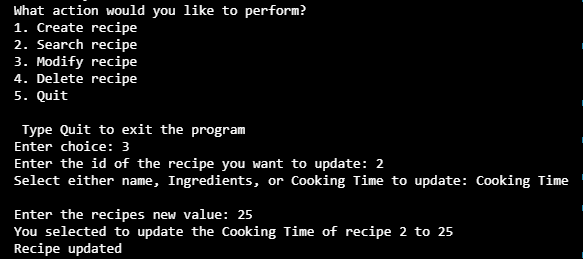 What action would you like to perform?
1. Create recipe
2. Search recipe
3. Modify recipe
4. Delete recipe
5. Quit
Type Quit to exit the program
Enter choice: 3
Enter the id of the recipe you want to update: 2
Select either name, Ingredients, or Cooking Time to update: Cooking Time
Enter the recipes new value: 25
You selected to update the Cooking Time of recipe 2 to 25
Recipe updated